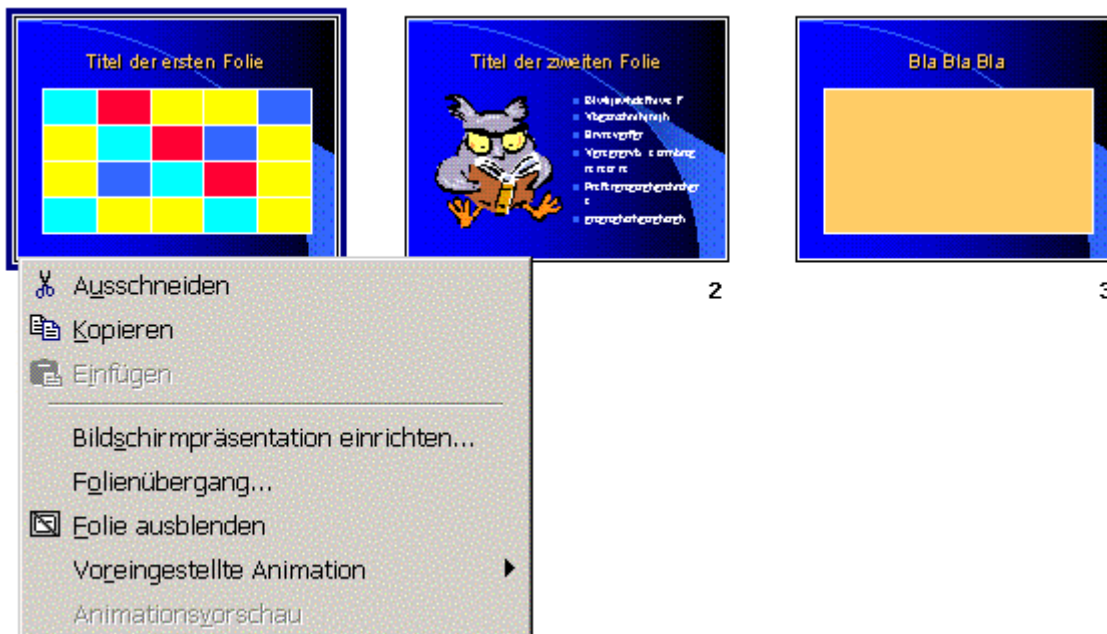 Titel der ersten Folie
Titel der zweiten Folie
Bla Bla Bla
2
3
Ausschneiden
Kopieren
Einfügen
Bildschirmpräsentation einrichten...
Folienübergang...
Folie ausblenden
Voreingestellte Animation
Animationsvorschau